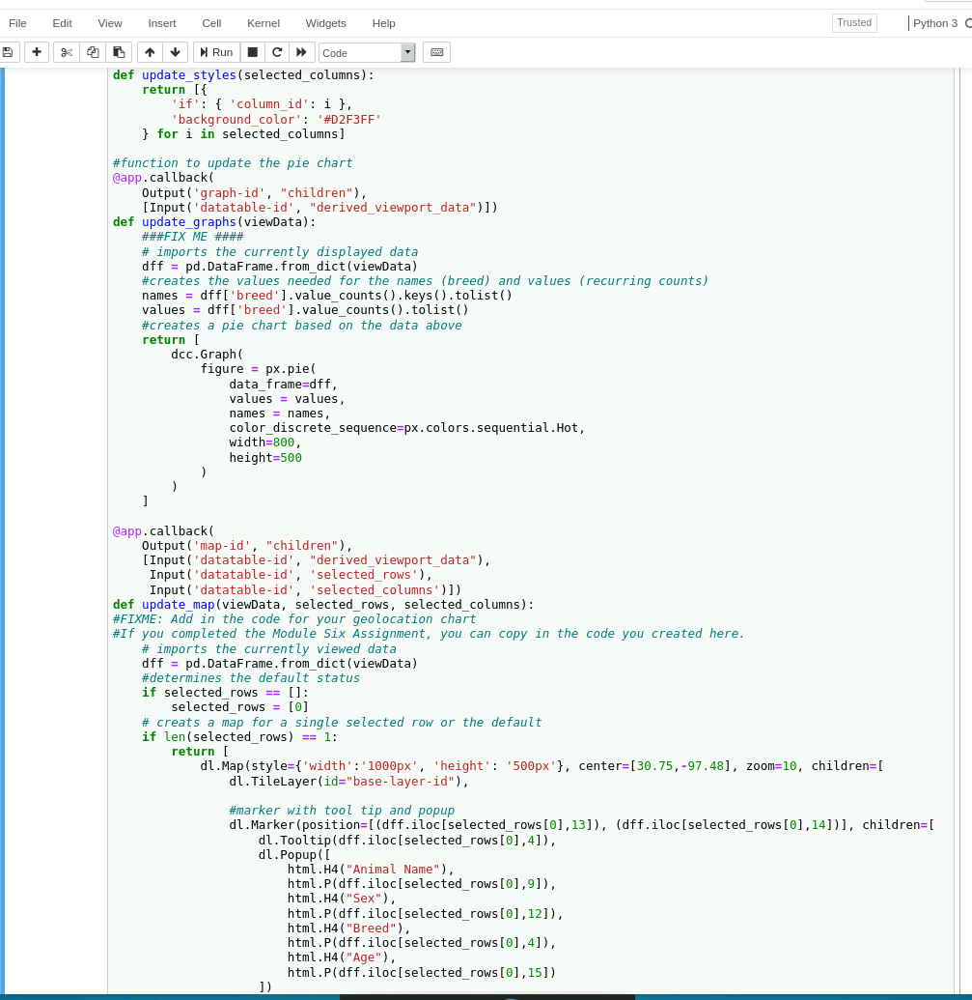 File Edit View Insert Cell Kernel Widgets Help Trusted Python 3
Run Code
def update_styles(selected_columns):
    return [{
        'if': { 'column_id': i },
        'background_color': '#D2F3FF'
    } for i in selected_columns]

#function to update the pie chart
@app.callback(
    Output('graph-id', "children"),
    [Input('datatable-id', "derived_viewport_data")])
def update_graphs(viewData):
    ###FIX ME ####
    # imports the currently displayed data
    dff = pd.DataFrame.from_dict(viewData)
    #creates the values needed for the names (breed) and values (recurring counts)
    names = dff['breed'].value_counts().keys().tolist()
    values = dff['breed'].value_counts().tolist()
    #creates a pie chart based on the data above
    return [
        dcc.Graph(
            figure = px.pie(
                data_frame=dff,
                values = values,
                names = names,
                color_discrete_sequence=px.colors.sequential.Hot,
                width=800,
                height=500
            )
        )
    ]

@app.callback(
    Output('map-id', "children"),
    [Input('datatable-id', "derived_viewport_data"),
     Input('datatable-id', 'selected_rows'),
     Input('datatable-id', 'selected_columns')])
def update_map(viewData, selected_rows, selected_columns):
#FIXME: Add in the code for your geolocation chart
#If you completed the Module Six Assignment, you can copy in the code you created here.
    # imports the currently viewed data
    dff = pd.DataFrame.from_dict(viewData)
    #determines the default status
    if selected_rows == []:
        selected_rows = [0]
    # creats a map for a single selected row or the default
    if len(selected_rows) == 1:
        return [
            dl.Map(style={'width':'1000px', 'height': '500px'}, center=[30.75,-97.48], zoom=10, children=[
                dl.TileLayer(id="base-layer-id"),

                #marker with tool tip and popup
                dl.Marker(position=[(dff.iloc[selected_rows[0],13]), (dff.iloc[selected_rows[0],14])], children=[
                    dl.Tooltip(dff.iloc[selected_rows[0],4]),
                    dl.Popup([
                        html.H4("Animal Name"),
                        html.P(dff.iloc[selected_rows[0],9]),
                        html.H4("Sex"),
                        html.P(dff.iloc[selected_rows[0],12]),
                        html.H4("Breed"),
                        html.P(dff.iloc[selected_rows[0],4]),
                        html.H4("Age"),
                        html.P(dff.iloc[selected_rows[0],15])
                    ])